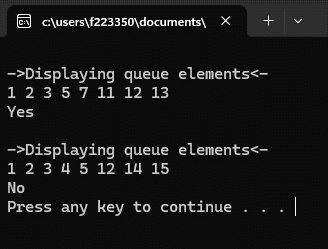 c:\users\f223350\documents\
->Displaying queue elements<-
1 2 3 5 7 11 12 13
Yes
->Displaying queue elements<-
1 2 3 4 5 12 14 15
No
Press any key to continue . . .